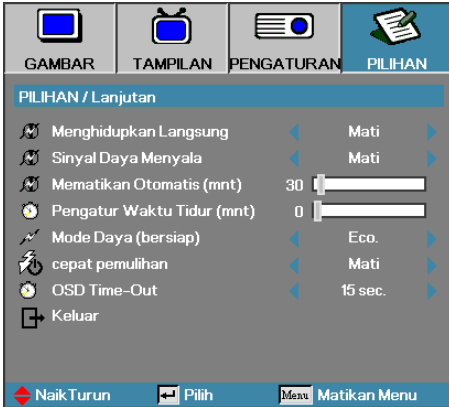 GAMBAR TAMPILAN PENGATURAN PILIHAN
PILIHAN / Lanjutan
Menghidupkan Langsung Mati
Sinyal Daya Menyala Mati
Mematikan Otomatis (mnt) 30
Pengatur Waktu Tidur (mnt) 0
Mode Daya (bersiap) Eco.
cepat pemulihan Mati
OSD Time-Out 15 sec.
Keluar
NaikTurun Pilih Menu Matikan Menu